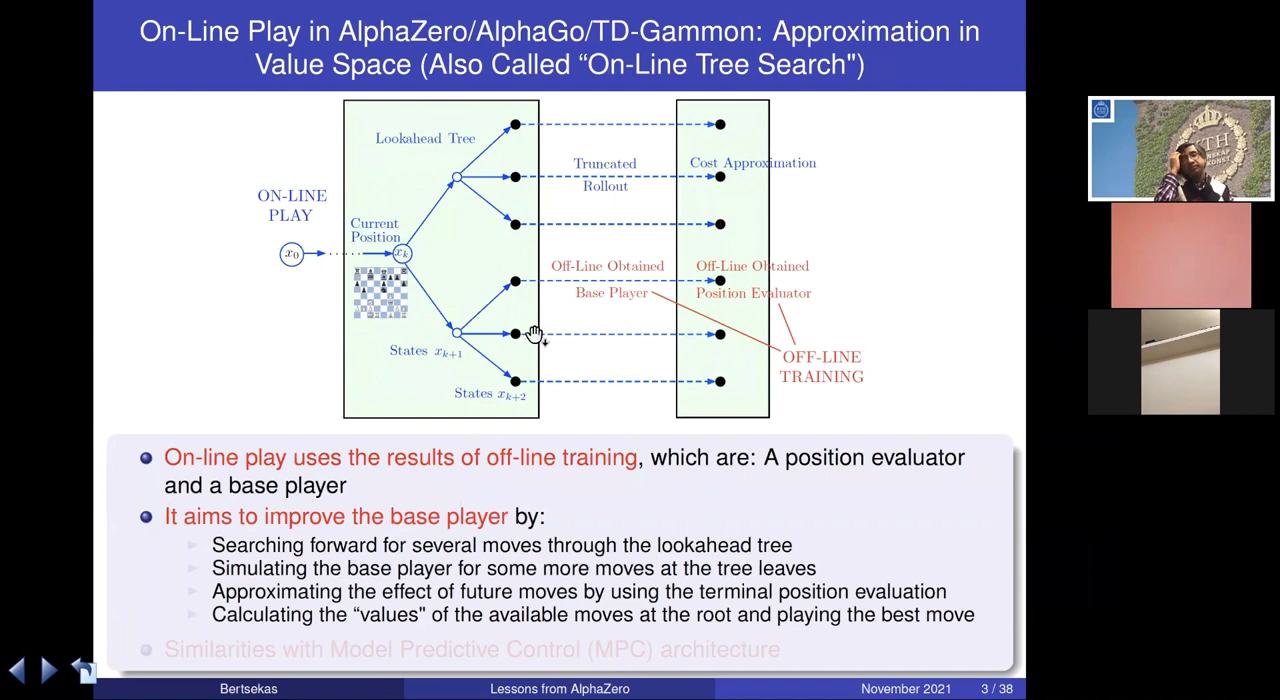 On-Line Play in AlphaZero/AlphaGo/TD-Gammon: Approximation in
Value Space (Also Called “On-Line Tree Search")
Lookahead Tree
Truncated
Rollout
Cost Approximation
ON-LINE
PLAY
Current
Position
x0
xk
Off-Line Obtained
Base Player
Off-Line Obtained
Position Evaluator
States xk+1
States xk+2
OFF-LINE
TRAINING
On-line play uses the results of off-line training, which are: A position evaluator
and a base player
It aims to improve the base player by:
Searching forward for several moves through the lookahead tree
Simulating the base player for some more moves at the tree leaves
Approximating the effect of future moves by using the terminal position evaluation
Calculating the “values" of the available moves at the root and playing the best move
Similarities with Model Predictive Control (MPC) architecture
Bertsekas
Lessons from AlphaZero
November 2021
3 / 38